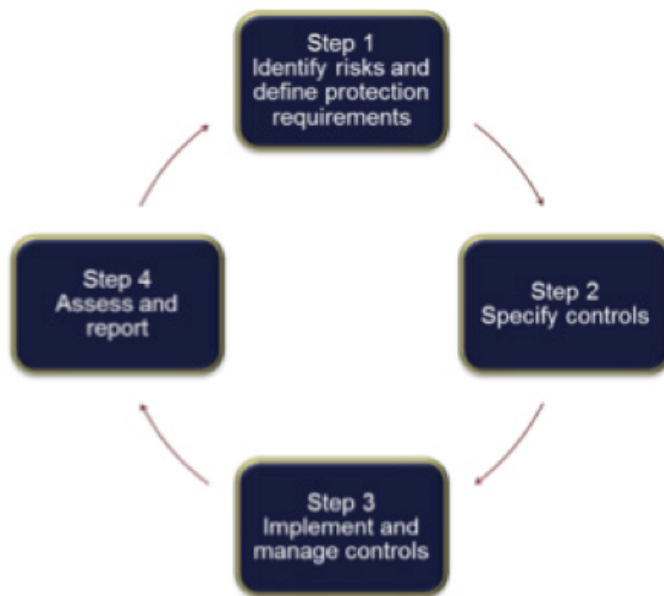 Step 1
Identify risks and
define protection
requirements
Step 2
Specify controls
Step 3
Implement and
manage controls
Step 4
Assess and
report